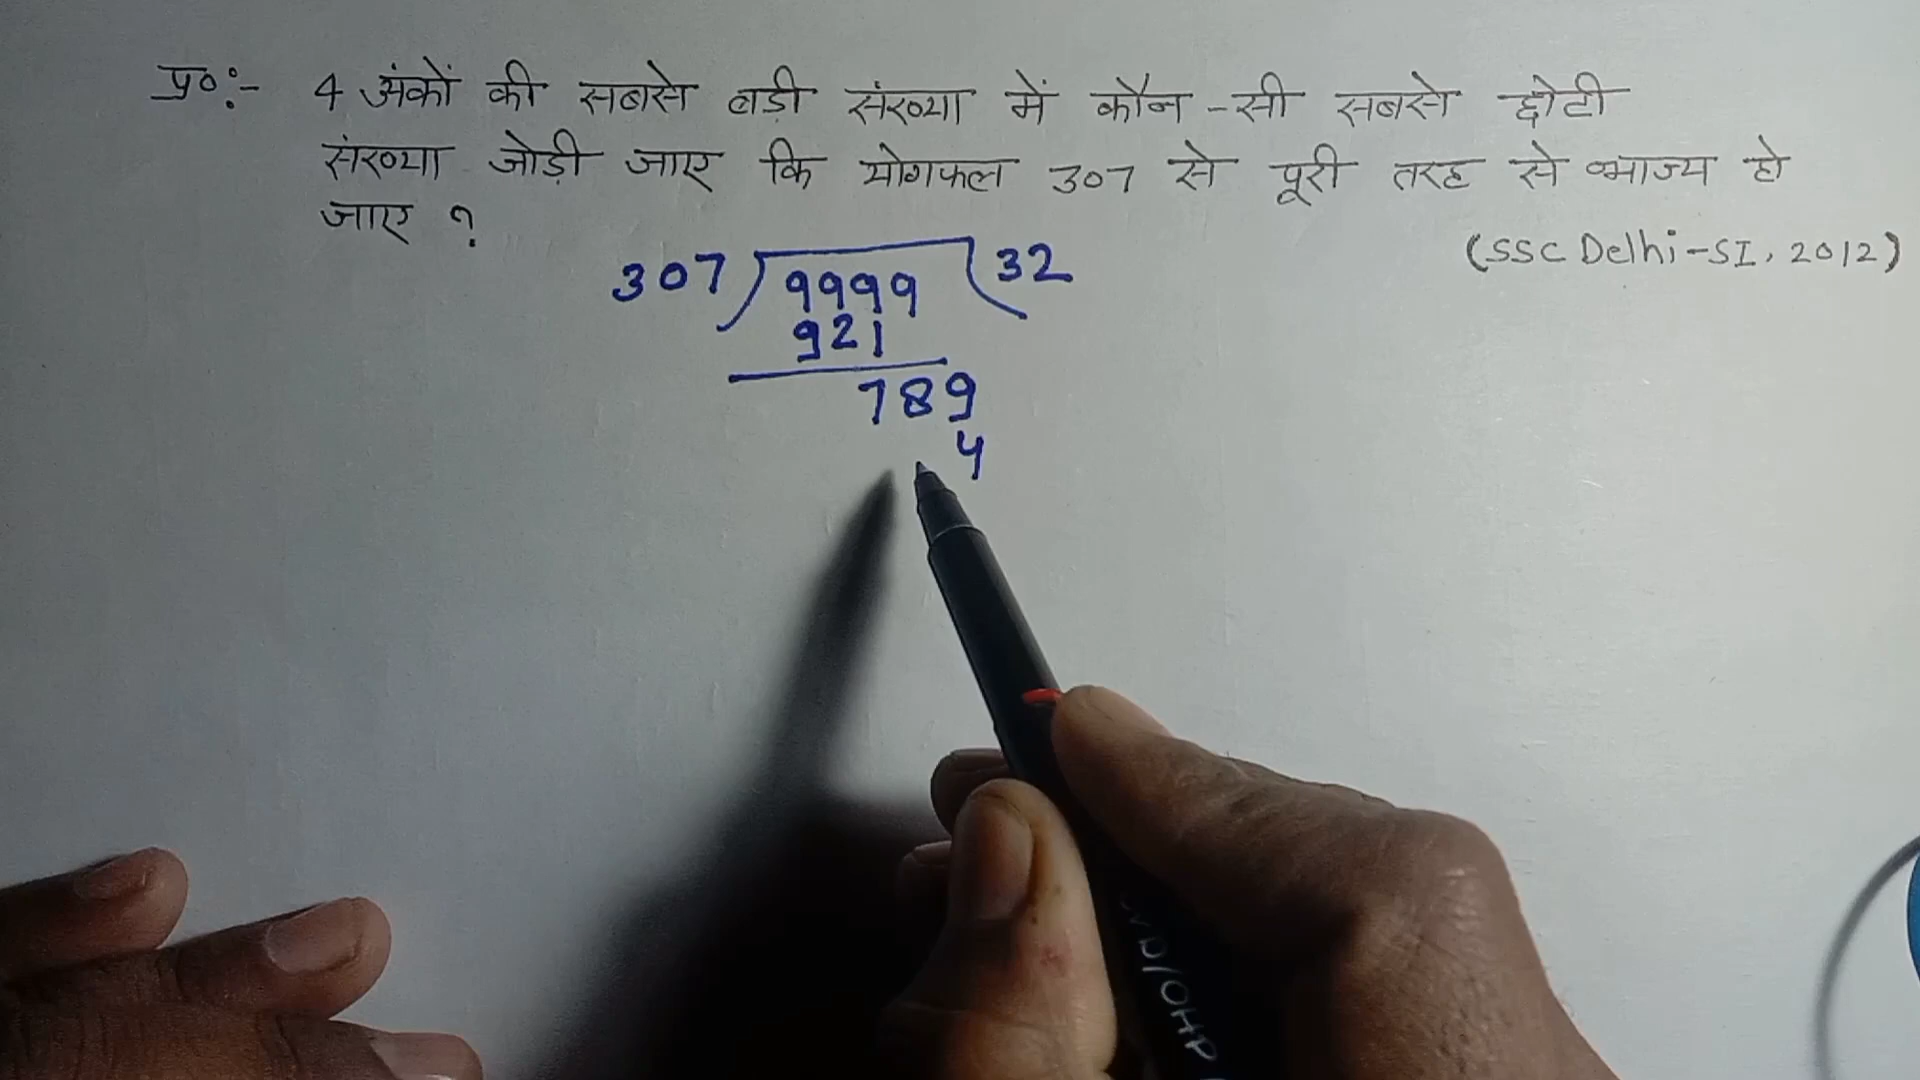 प्र०:- 4 अंकों की सबसे बड़ी संख्या में कौन-सी सबसे छोटी
संख्या जोड़ी जाए कि योगफल 307 से पूरी तरह से भाज्य हो
जाए ?
(SSC Delhi-SI, 2012)
307 9999 32
921
789
4